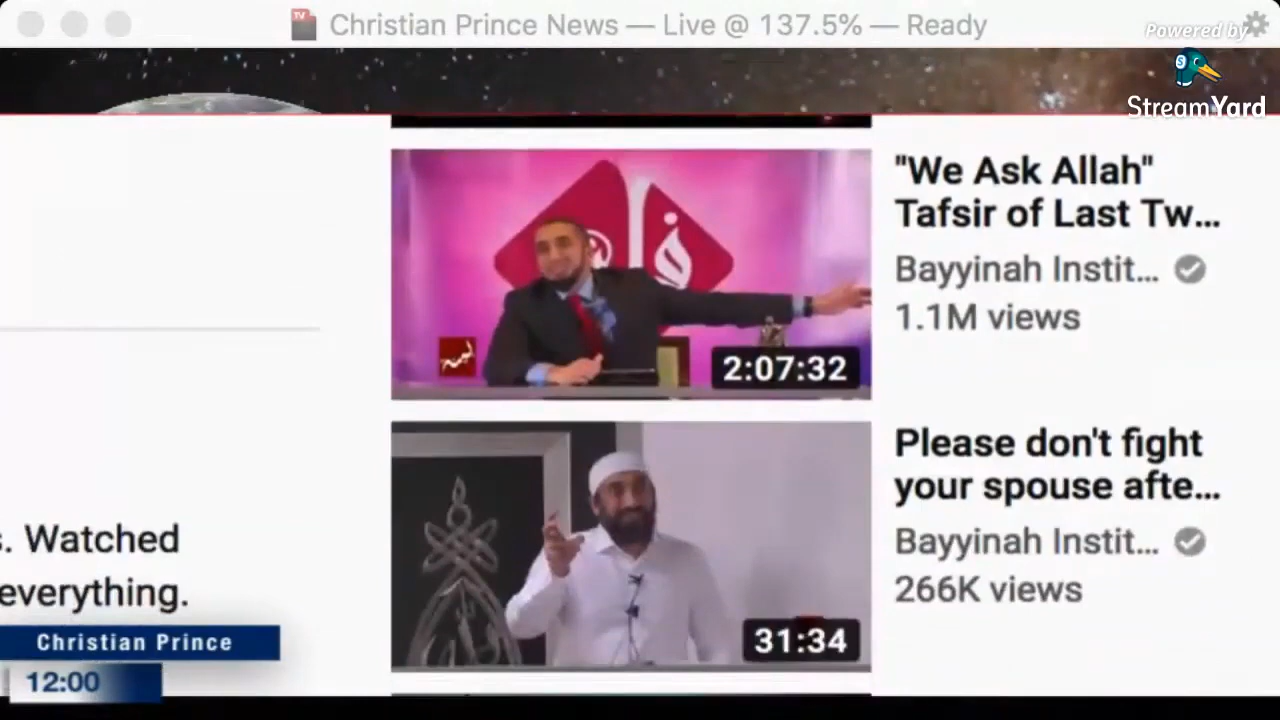 Christian Prince News — Live @ 137.5% — Ready
Powered by
StreamYard
"We Ask Allah"
Tafsir of Last Tw...
Bayyinah Instit...
1.1M views
2:07:32
Please don't fight
your spouse afte...
Bayyinah Instit...
266K views
31:34
s. Watched
everything.
Christian Prince
12:00